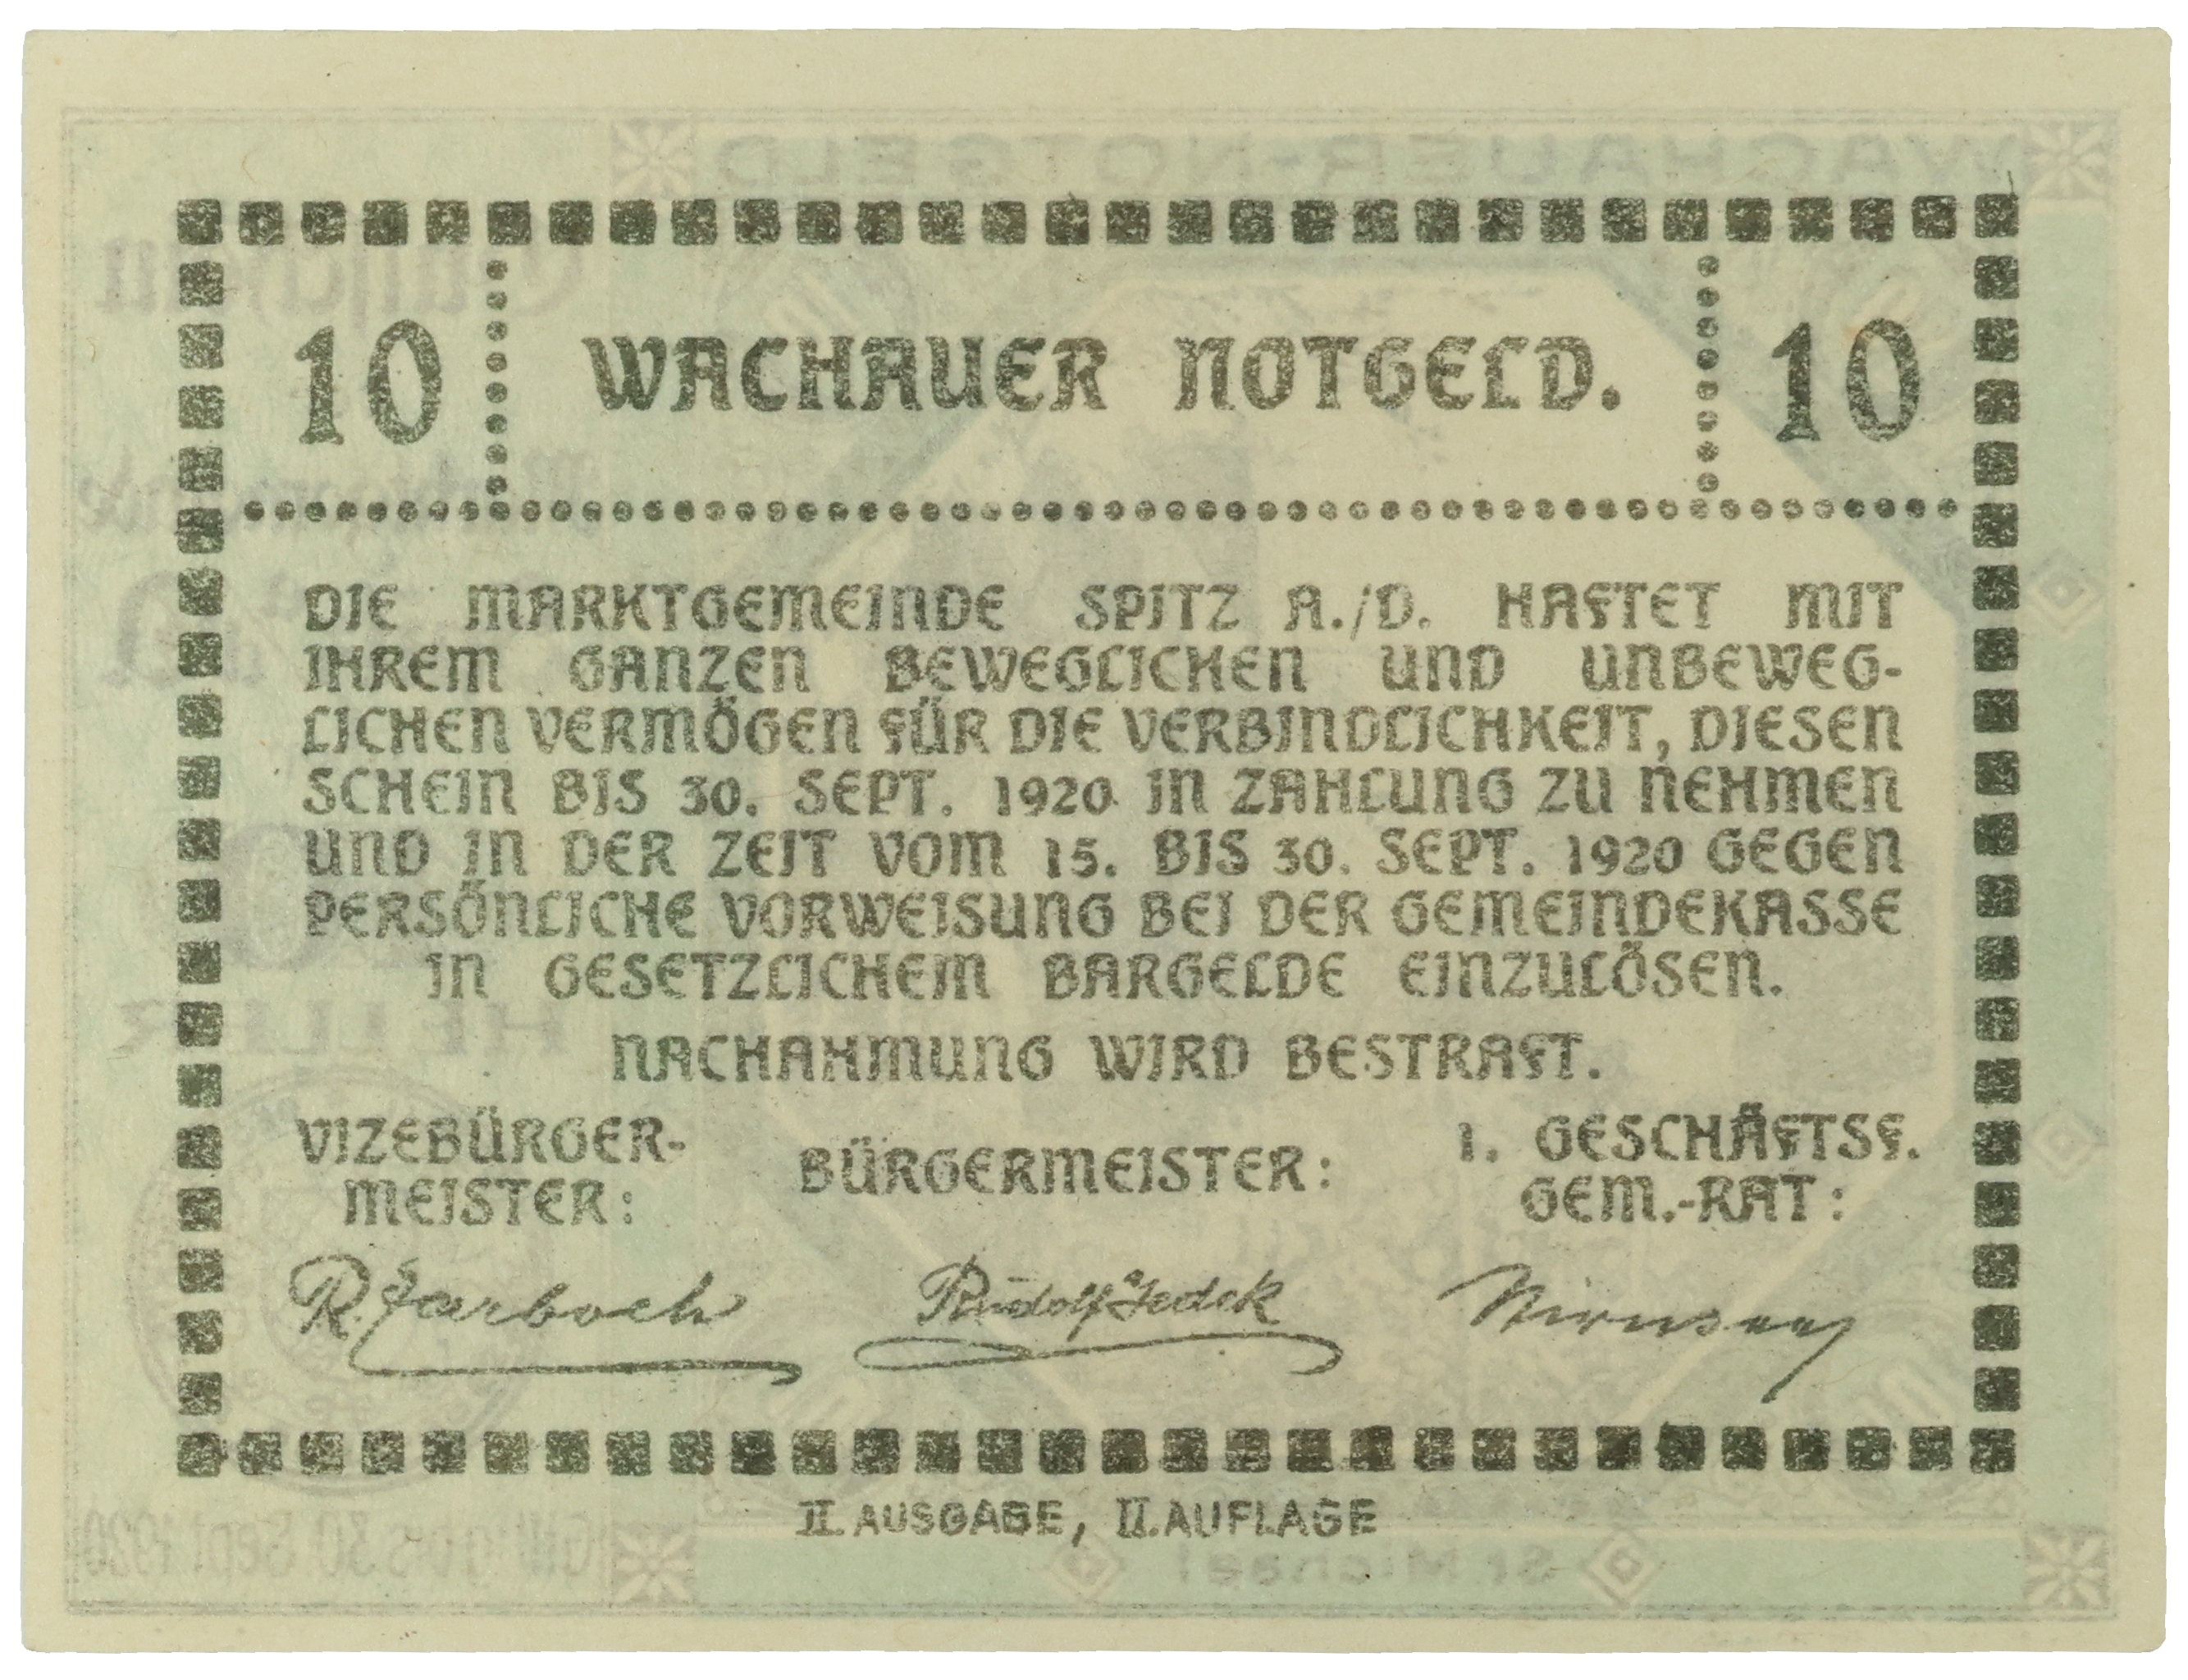 10 WACHAUER NOTGELD. 10
DIE MARKTGEMEINDE SPITZ A./D. HAFTET MIT
IHREM GANZEN BEWEGLICHEN UND UNBEWEG-
LICHEN VERMÖGEN FÜR DIE VERBINDLICHKEIT, DIESEN
SCHEIN BIS 30. SEPT. 1920 IN ZAHLUNG ZU NEHMEN
UND IN DER ZEIT VOM 15. BIS 30. SEPT. 1920 GEGEN
PERSÖNLICHE VORWEISUNG BEI DER GEMEINDEKASSE
IN GESETZLICHEM BARGELDE EINZULÖSEN.
NACHAHMUNG WIRD BESTRAFT.
VIZEBÜRGER-
MEISTER:
BÜRGERMEISTER:
1. GESCHÄFTSF.
GEM.-RAT:
Rudolf
II. AUSGABE, II. AUFLAGE